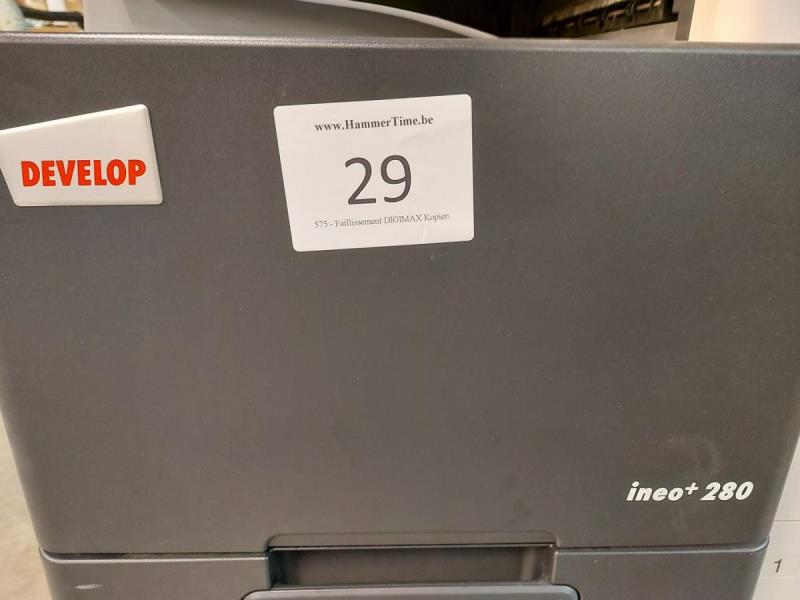 www.HammerTime.be
DEVELOP
29
575 - Faillissement DIGIMAX Kopiers
ineo+ 280
1